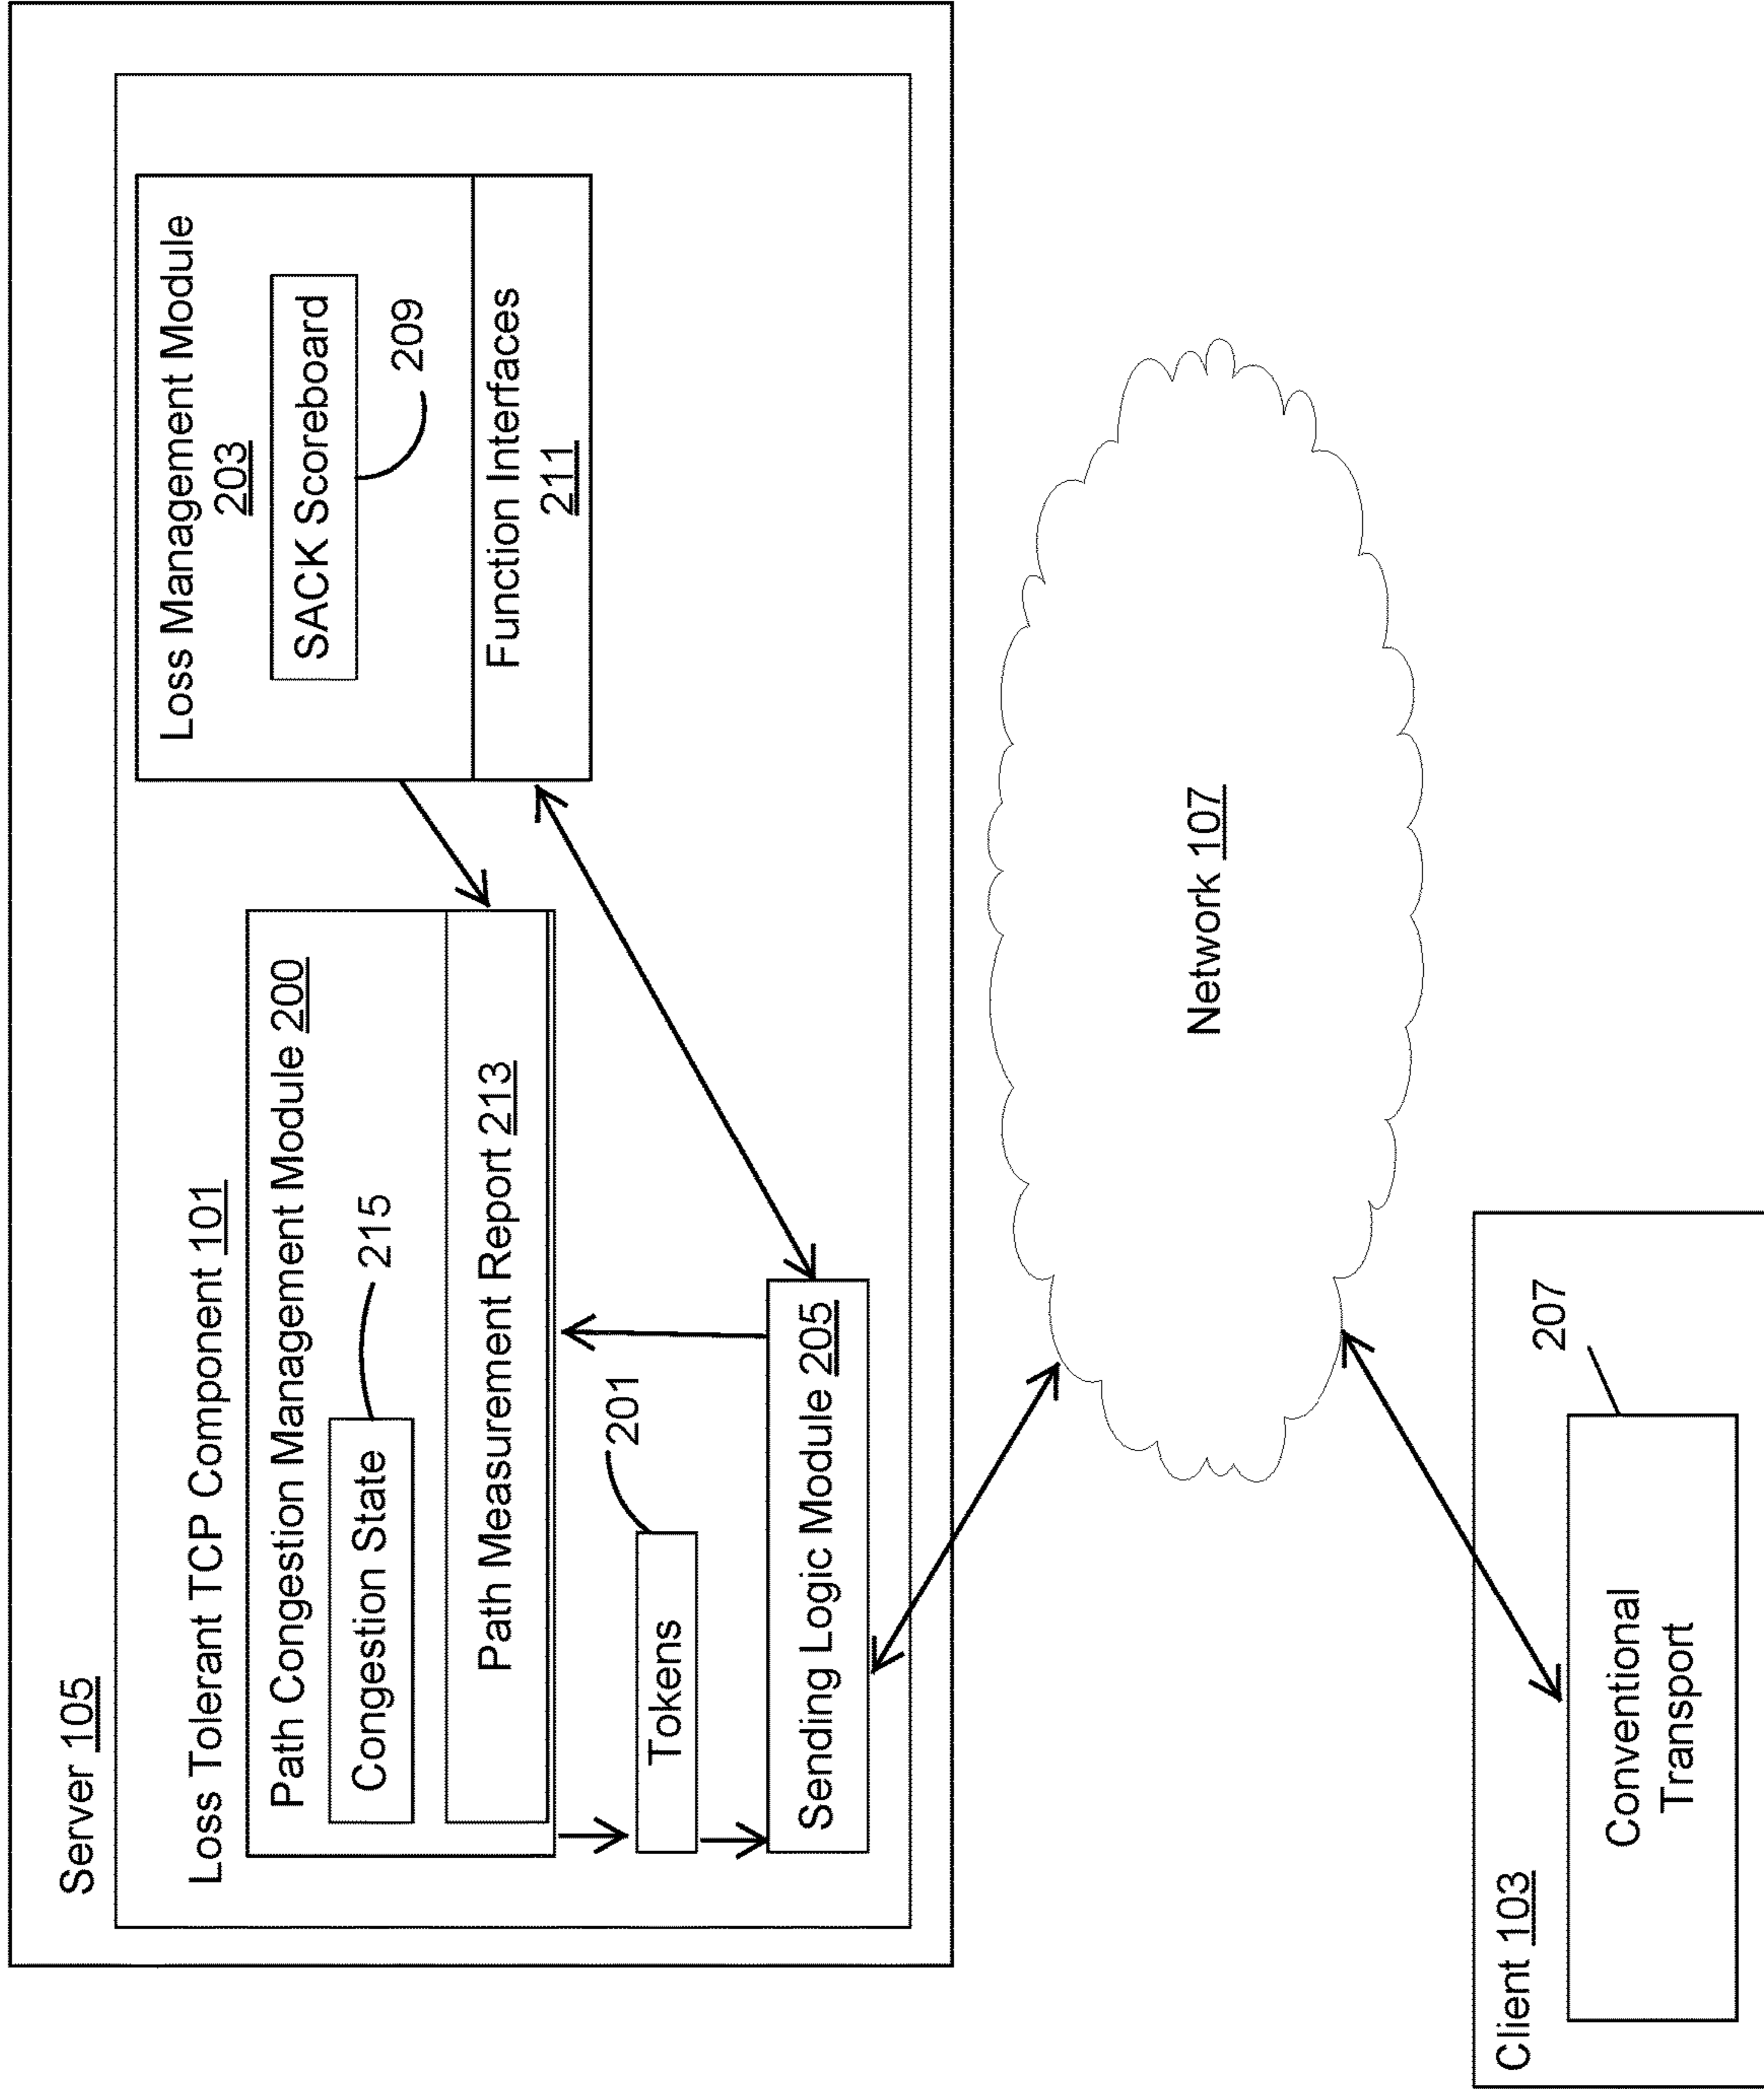 Server 105
Loss Tolerant TCP Component 101
Path Congestion Management Module 200
Congestion State
215
Path Measurement Report 213
Loss Management Module
203
SACK Scoreboard
209
Function Interfaces
211
Tokens
201
Sending Logic Module 205
Network 107
Client 103
207
Conventional
Transport